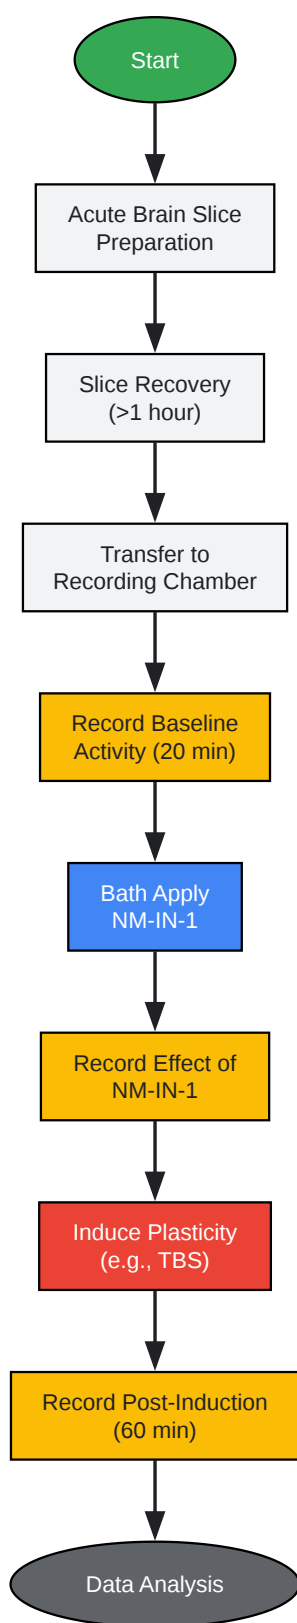 Start
Acute Brain Slice
Preparation
Slice Recovery
(>1 hour)
Transfer to
Recording Chamber
Record Baseline
Activity (20 min)
Bath Apply
NM-IN-1
Record Effect of
NM-IN-1
Induce Plasticity
(e.g., TBS)
Record Post-Induction
(60 min)
Data Analysis